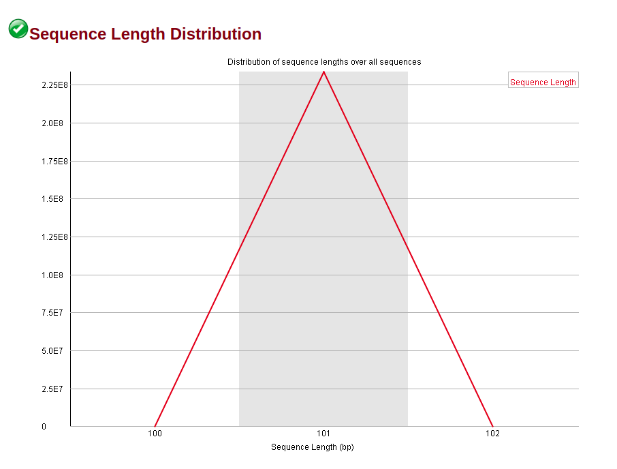 Sequence Length Distribution
Distribution of sequence lengths over all sequences
Sequence Length
2.25E8
2.0E8
1.75E8
1.5E8
1.25E8
1.0E8
7.5E7
5.0E7
2.5E7
0
100 101 102
Sequence Length (bp)